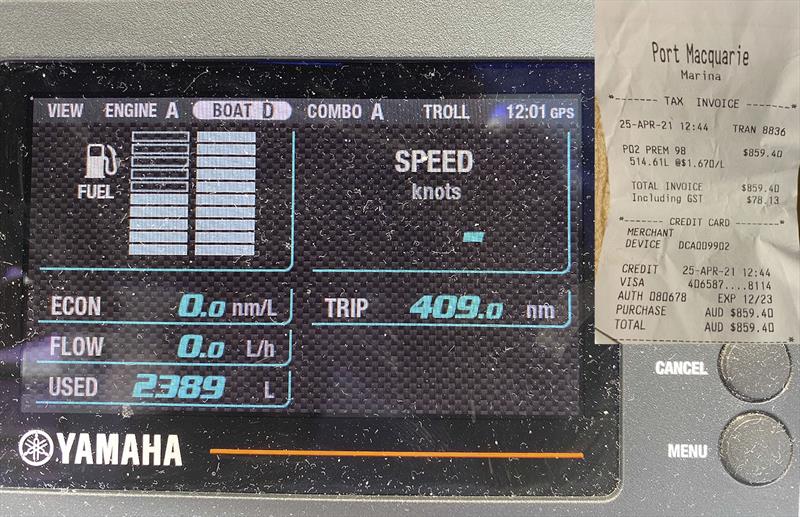 VIEW ENGINE A BOAT D COMBO A TROLL 12:01 GPS
FUEL
SPEED
knots
-
ECON 0.0 nm/L
TRIP 409.0 nm
FLOW 0.0 L/h
USED 2389 L
YAMAHA
CANCEL
MENU
Port Macquarie
Marina
*------- TAX INVOICE -------*
25-APR-21 12:44 TRAN 8836
P02 PREM 98 $859.40
514.61L @$1.670/L
TOTAL INVOICE $859.40
Including GST $78.13
*------- CREDIT CARD --------*
MERCHANT
DEVICE DCA0D9902
CREDIT 25-APR-21 12:44
VISA 406587....8114
AUTH 080678 EXP 12/23
PURCHASE AUD $859.40
TOTAL AUD $859.40
*----------------------------*